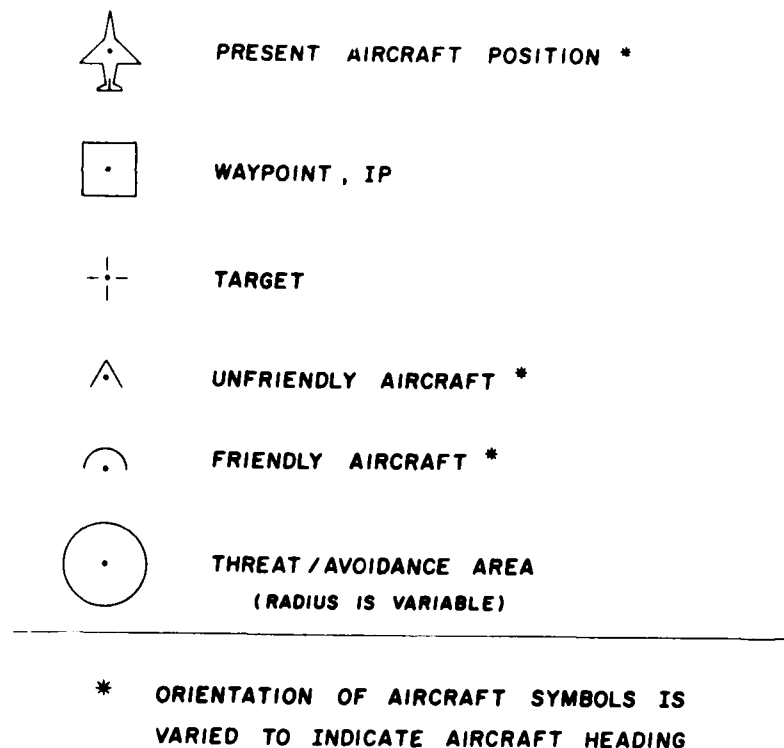 PRESENT AIRCRAFT POSITION *
WAYPOINT, IP
TARGET
UNFRIENDLY AIRCRAFT *
FRIENDLY AIRCRAFT *
THREAT/AVOIDANCE AREA
(RADIUS IS VARIABLE)
* ORIENTATION OF AIRCRAFT SYMBOLS IS
VARIED TO INDICATE AIRCRAFT HEADING